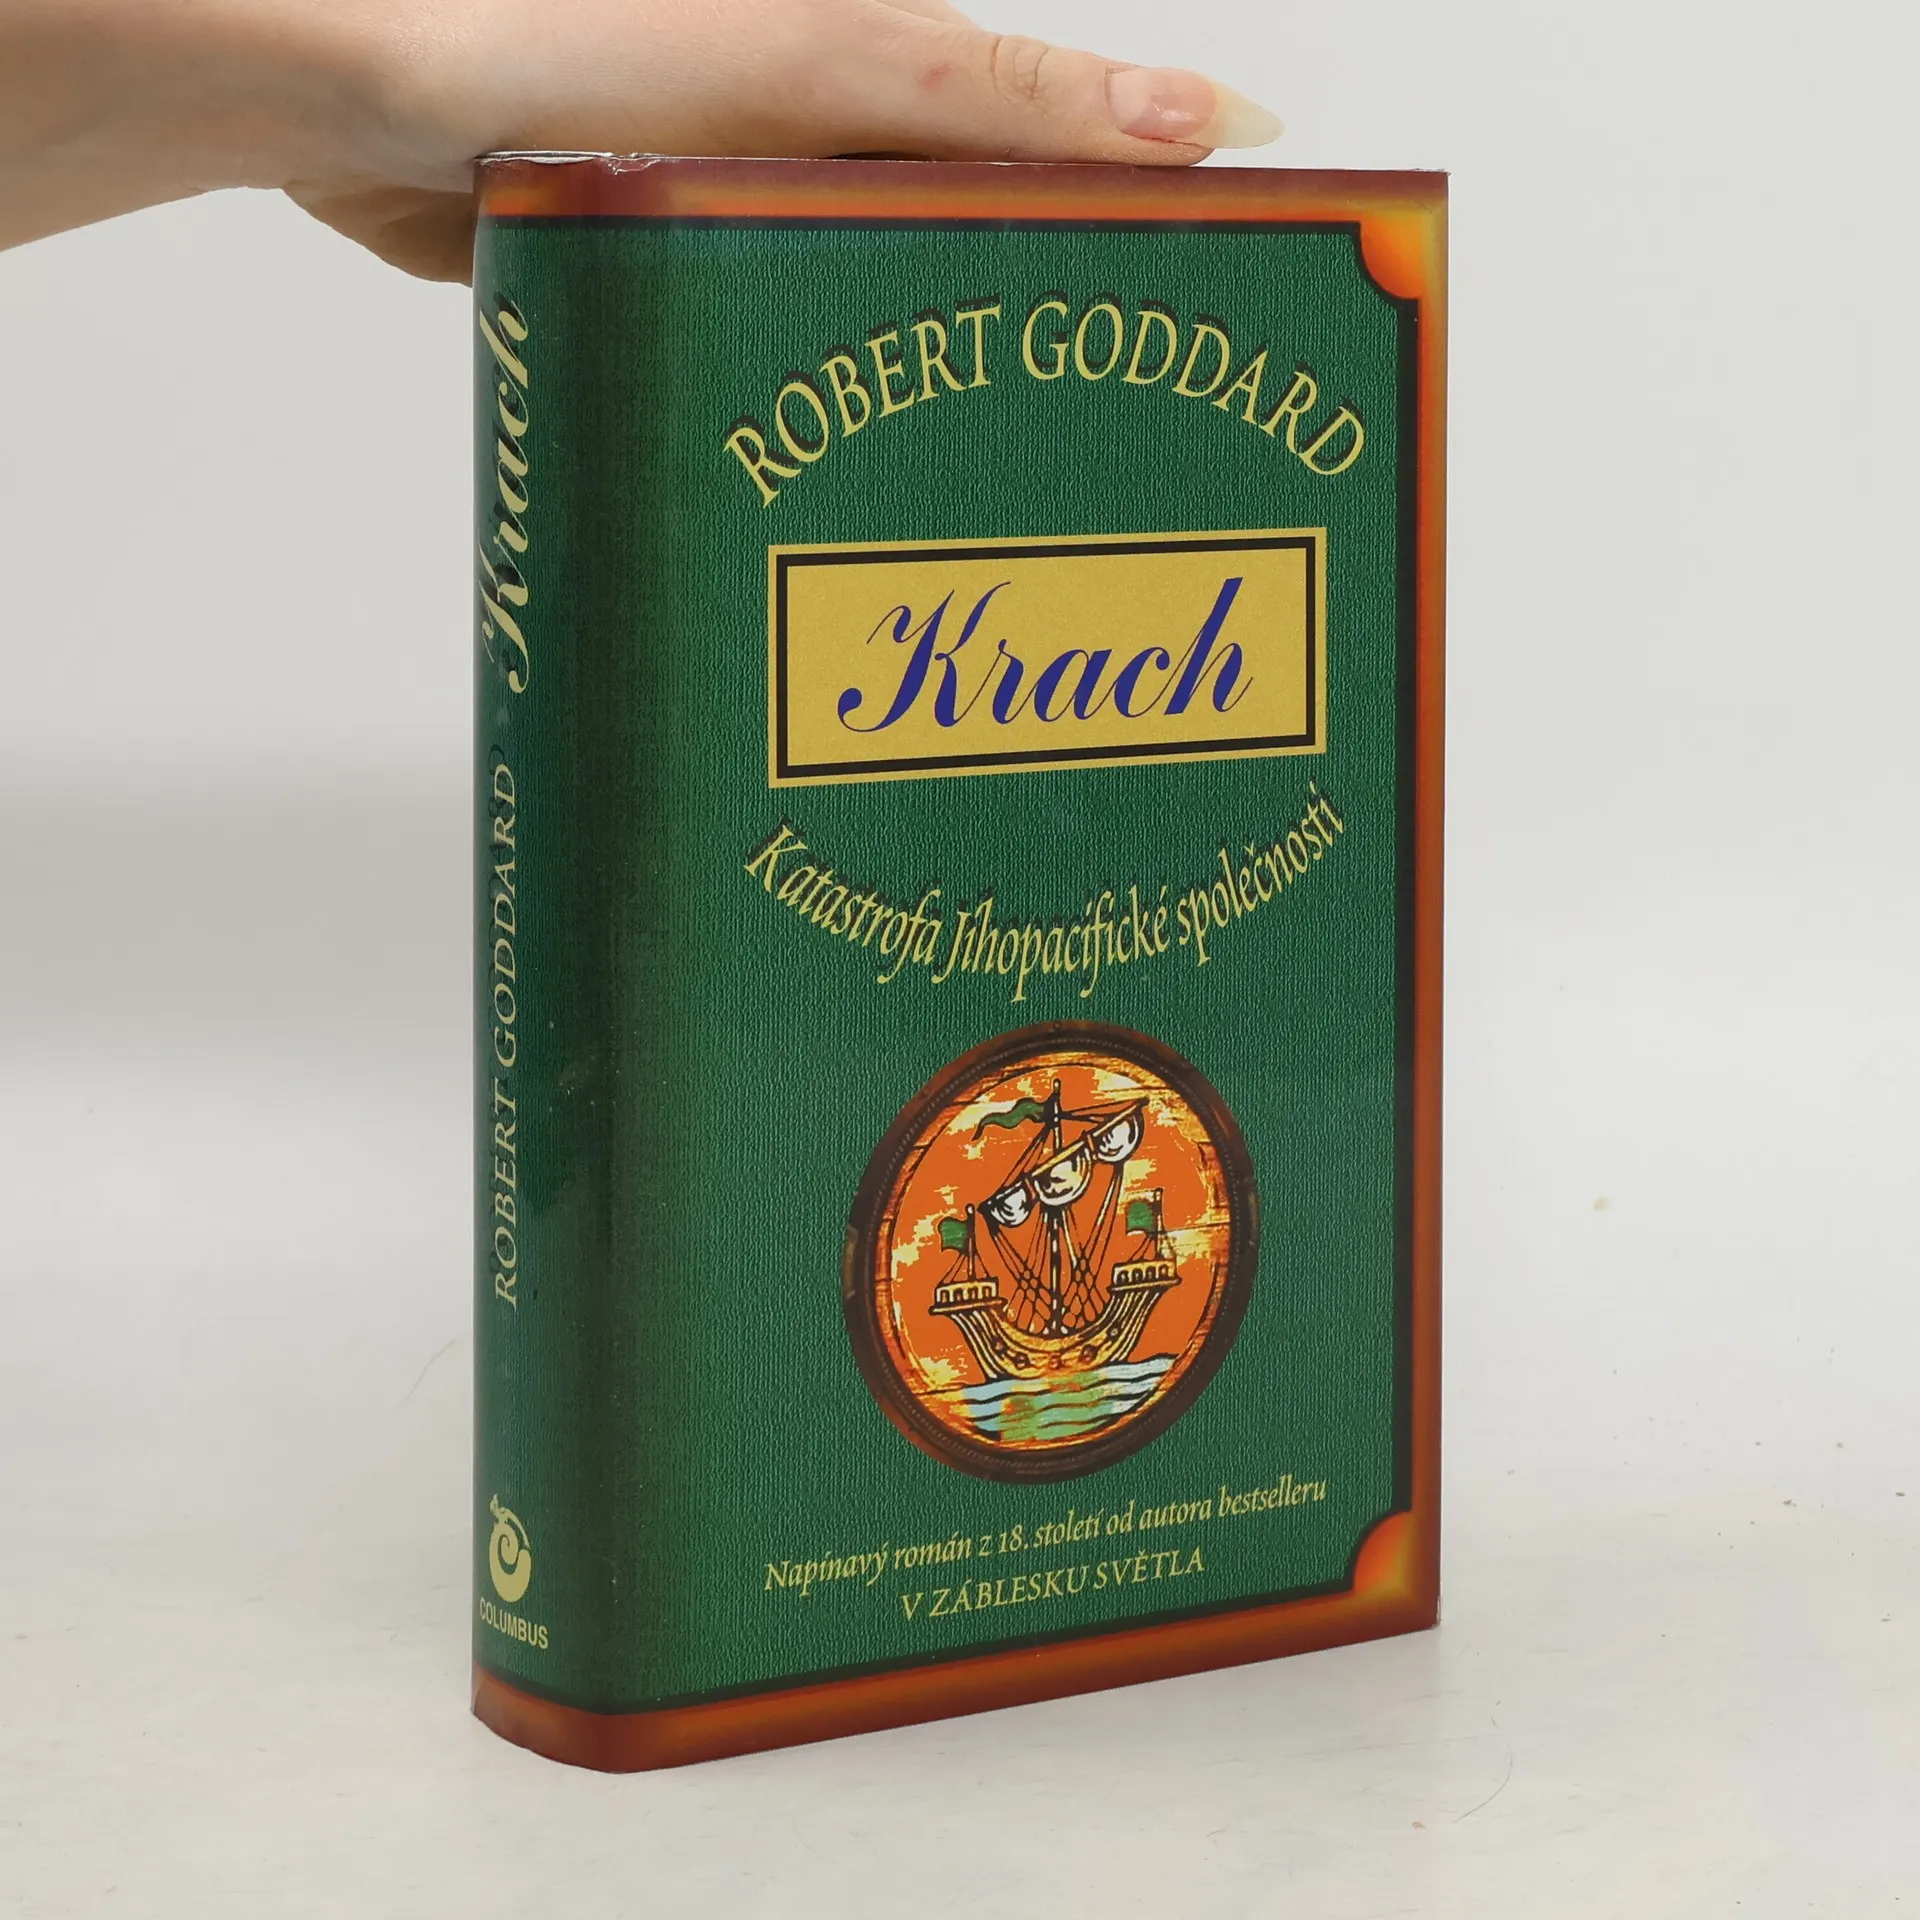 ROBERT GODDARD
Krach
Katastrofa Jihopacifické společnosti
Napínavý román z 18. století od autora bestselleru
V ZÁBLESKU SVĚTLA
Krach
ROBERT GODDARD
COLUMBUS